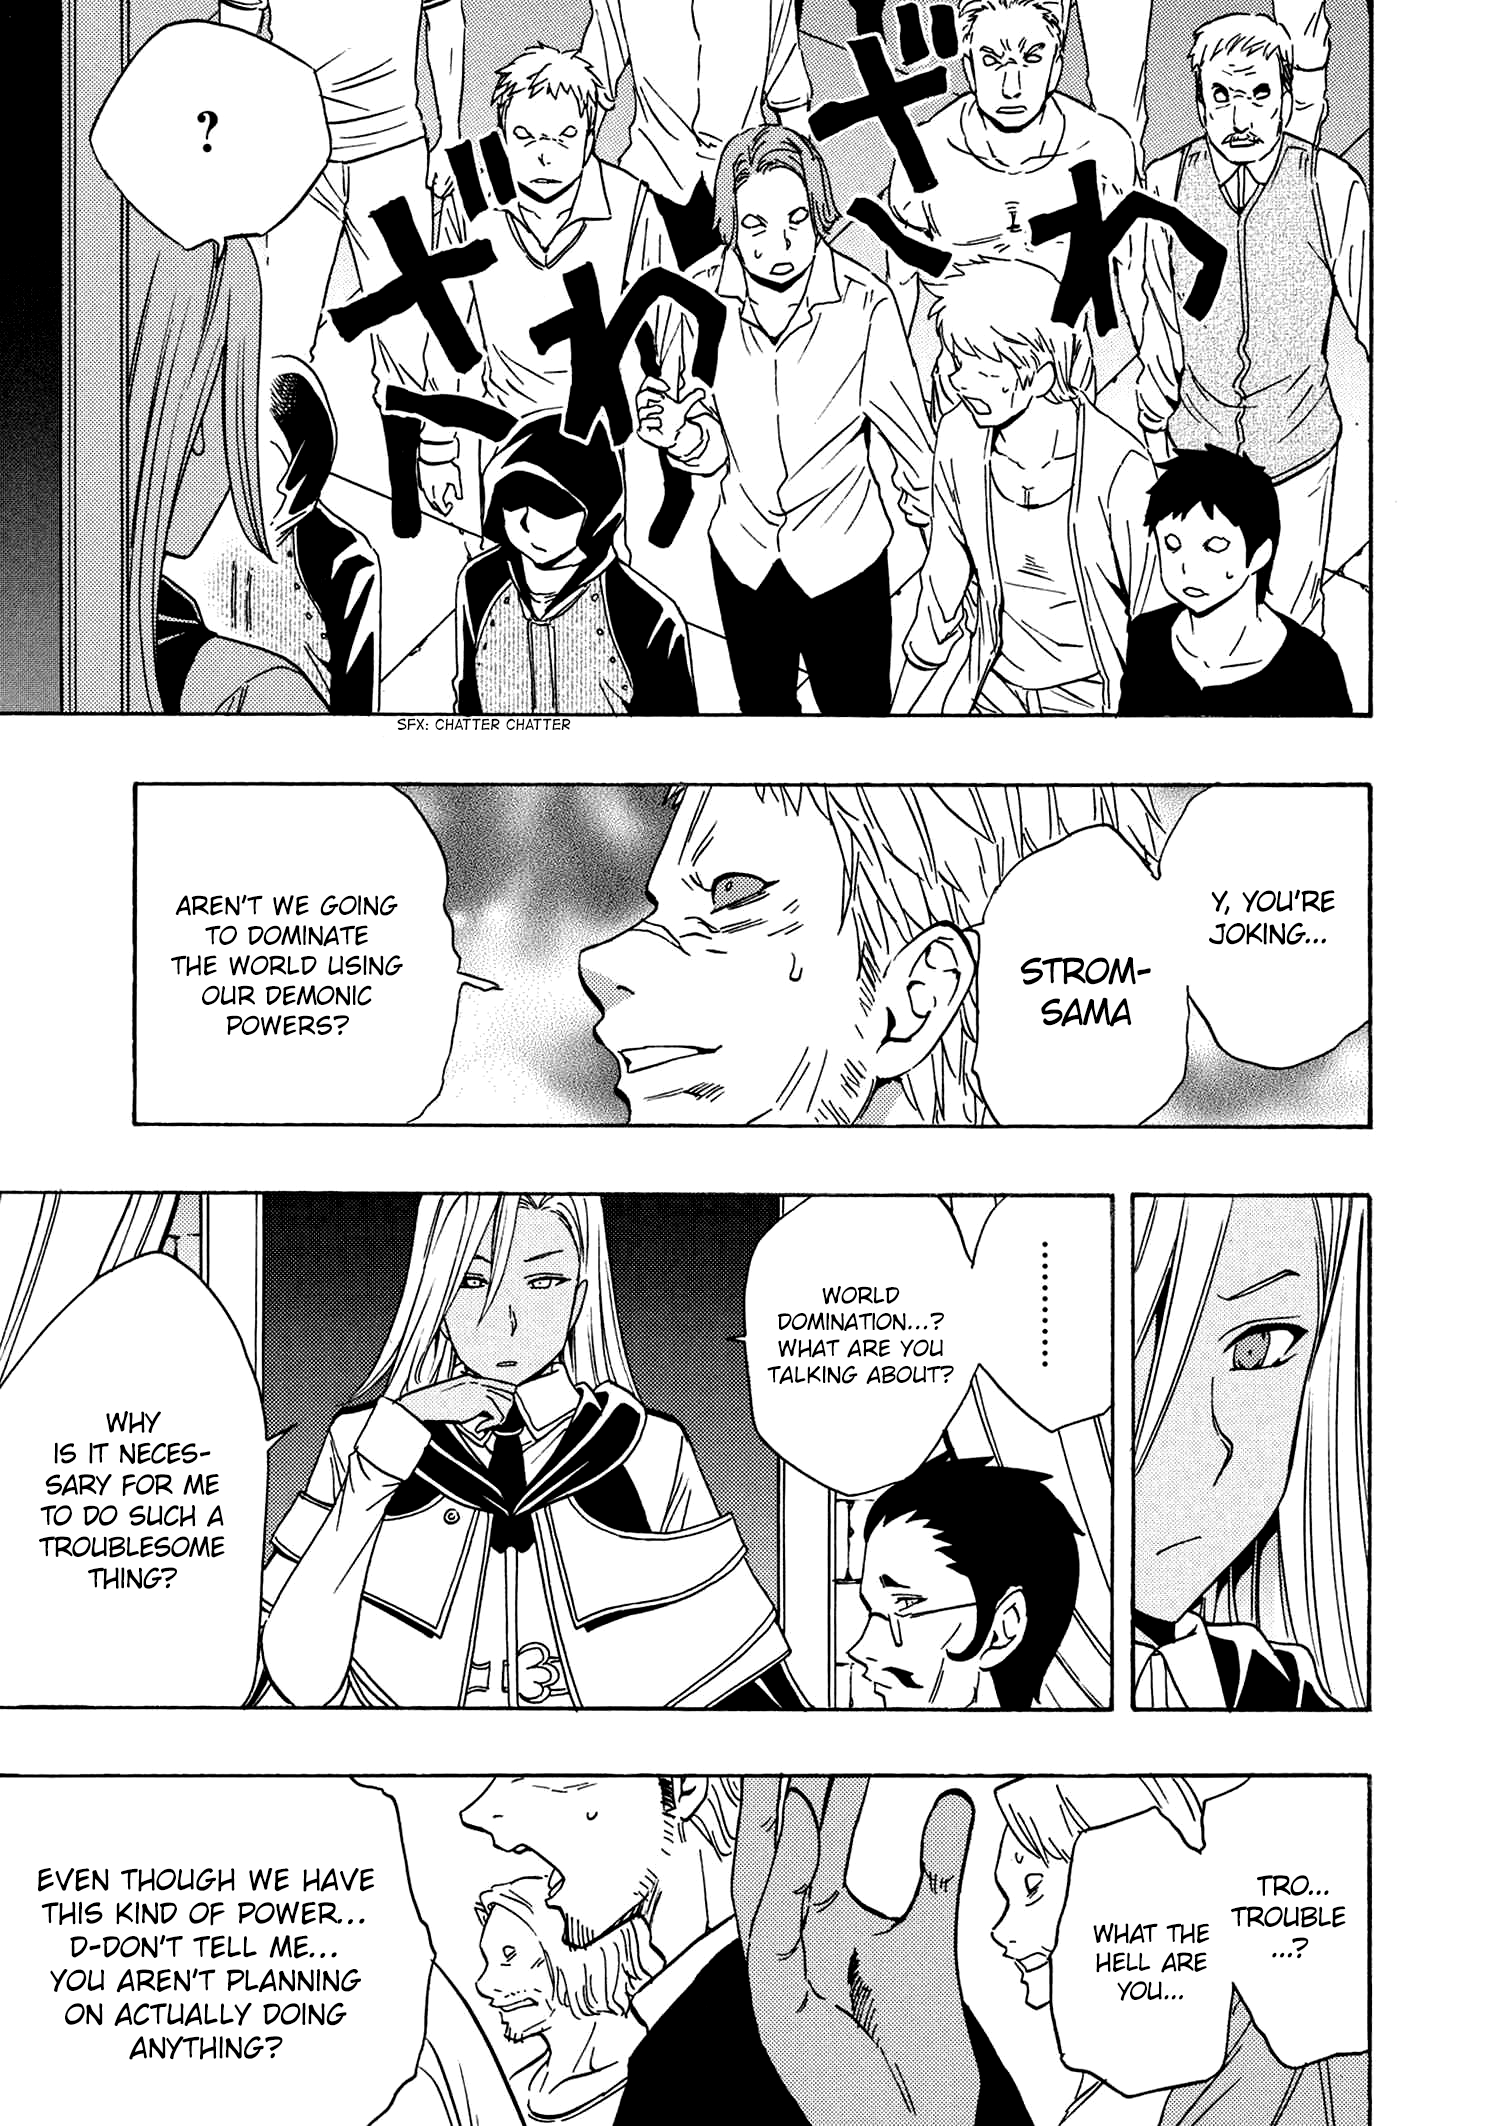 ?
ザワ
ザワ
SFX: CHATTER CHATTER
Y, YOU'RE
JOKING...
STROM-
SAMA
AREN'T WE GOING
TO DOMINATE
THE WORLD USING
OUR DEMONIC
POWERS?
.........
WORLD
DOMINATION...?
WHAT ARE YOU
TALKING ABOUT?
WHY
IS IT NECES-
SARY FOR ME
TO DO SUCH A
TROUBLESOME
THING?
TRO...
TROUBLE
...?
WHAT THE
HELL ARE
YOU...
EVEN THOUGH WE HAVE
THIS KIND OF POWER...
D-DON'T TELL ME...
YOU AREN'T PLANNING
ON ACTUALLY DOING
ANYTHING?